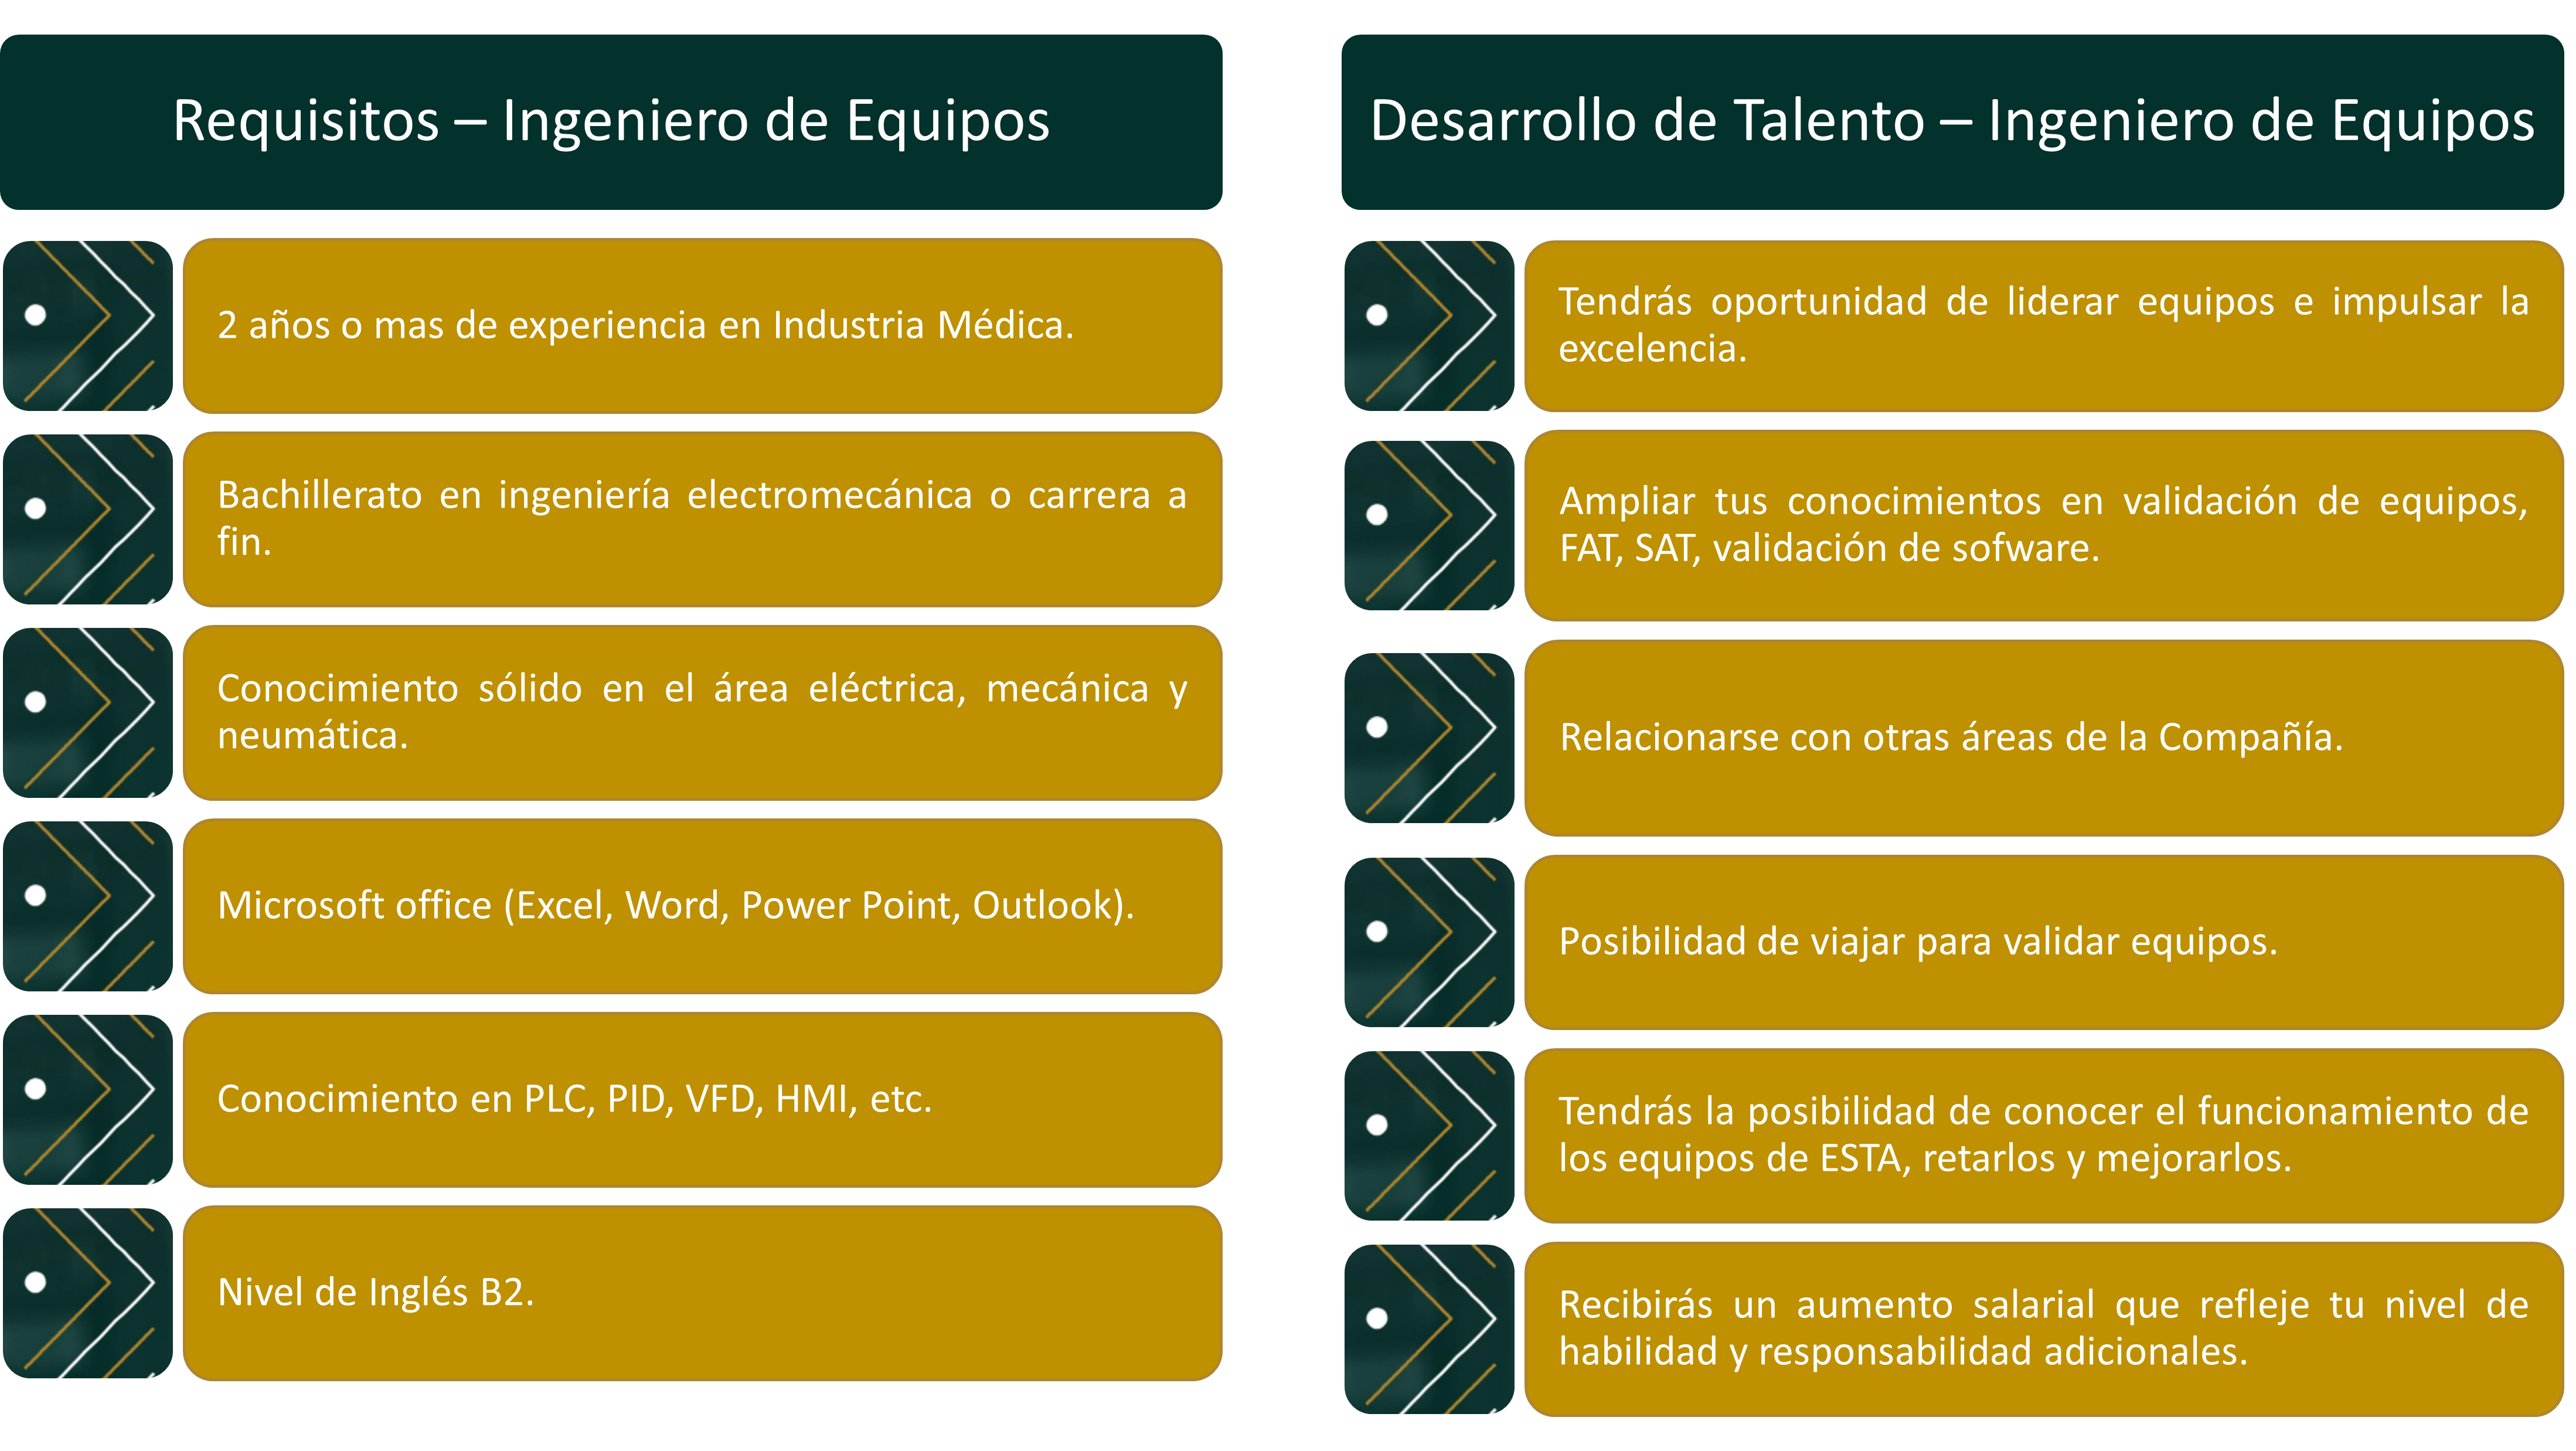 Requisitos – Ingeniero de Equipos
2 años o mas de experiencia en Industria Médica.
Bachillerato en ingeniería electromecánica o carrera a
fin.
Conocimiento sólido en el área eléctrica, mecánica y
neumática.
Microsoft office (Excel, Word, Power Point, Outlook).
Conocimiento en PLC, PID, VFD, HMI, etc.
Nivel de Inglés B2.
Desarrollo de Talento – Ingeniero de Equipos
Tendrás oportunidad de liderar equipos e impulsar la
excelencia.
Ampliar tus conocimientos en validación de equipos,
FAT, SAT, validación de sofware.
Relacionarse con otras áreas de la Compañía.
Posibilidad de viajar para validar equipos.
Tendrás la posibilidad de conocer el funcionamiento de
los equipos de ESTA, retarlos y mejorarlos.
Recibirás un aumento salarial que refleje tu nivel de
habilidad y responsabilidad adicionales.